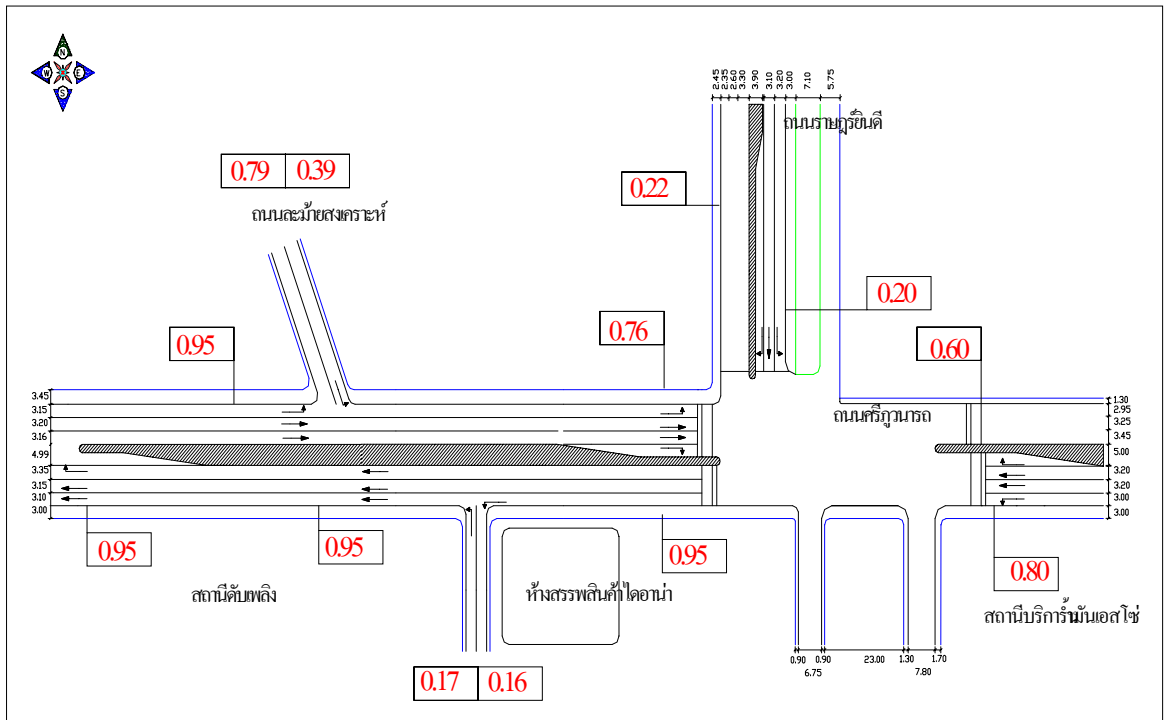 N
W E
S
2.45 2.35 2.60 3.30 3.90 3.10 3.20 3.00 7.10 5.75
ถนนราษฎร์ยินดี
0.79 0.39
0.22
ถนนละม้ายสงเคราะห์
0.20
0.95
0.76
0.60
3.45
3.15
3.20
3.16
4.99
3.35
3.15
3.10
3.00
ถนนศรีภูวนารถ
1.30
2.95
3.25
3.45
5.00
3.20
3.20
3.00
3.00
0.95
0.95
0.95
0.80
สถานีดับเพลิง
ห้างสรรพสินค้าไดอาน่า
สถานีบริการ้ำมันเอสโซ่
0.90 0.90 23.00 1.30 1.70
6.75 7.80
0.17 0.16